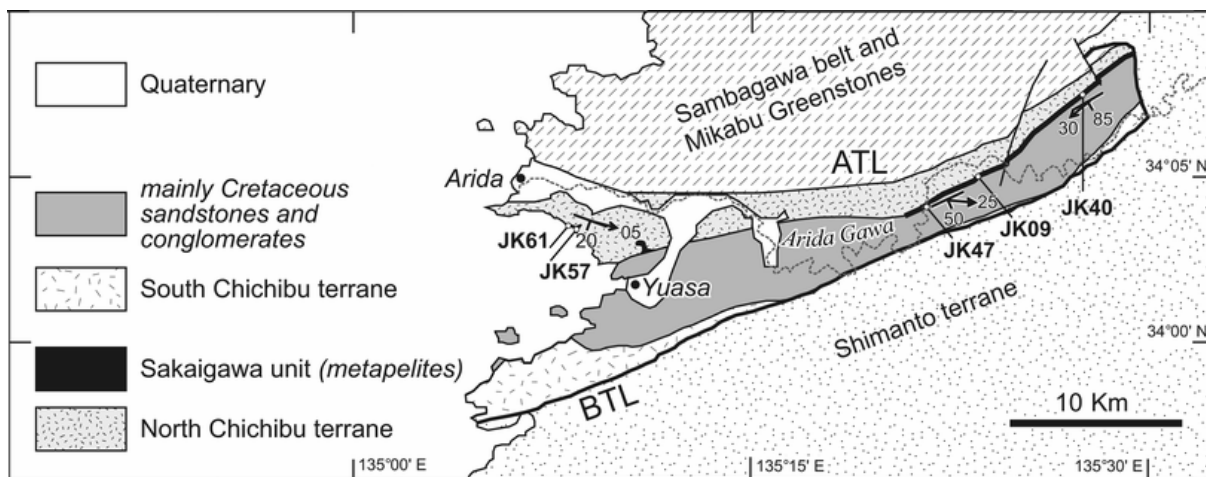 Quaternary
mainly Cretaceous
sandstones and
conglomerates
South Chichibu terrane
Sakaigawa unit (metapelites)
North Chichibu terrane
Sambagawa belt and
Mikabu Greenstones
ATL
Arida
30
85
34°05' N
JK40
JK61
20
05
JK57
Arida Gawa
50
25
JK09
JK47
Yuasa
Shimanto terrane
34°00' N
BTL
10 Km
135°00' E
135°15' E
135°30' E